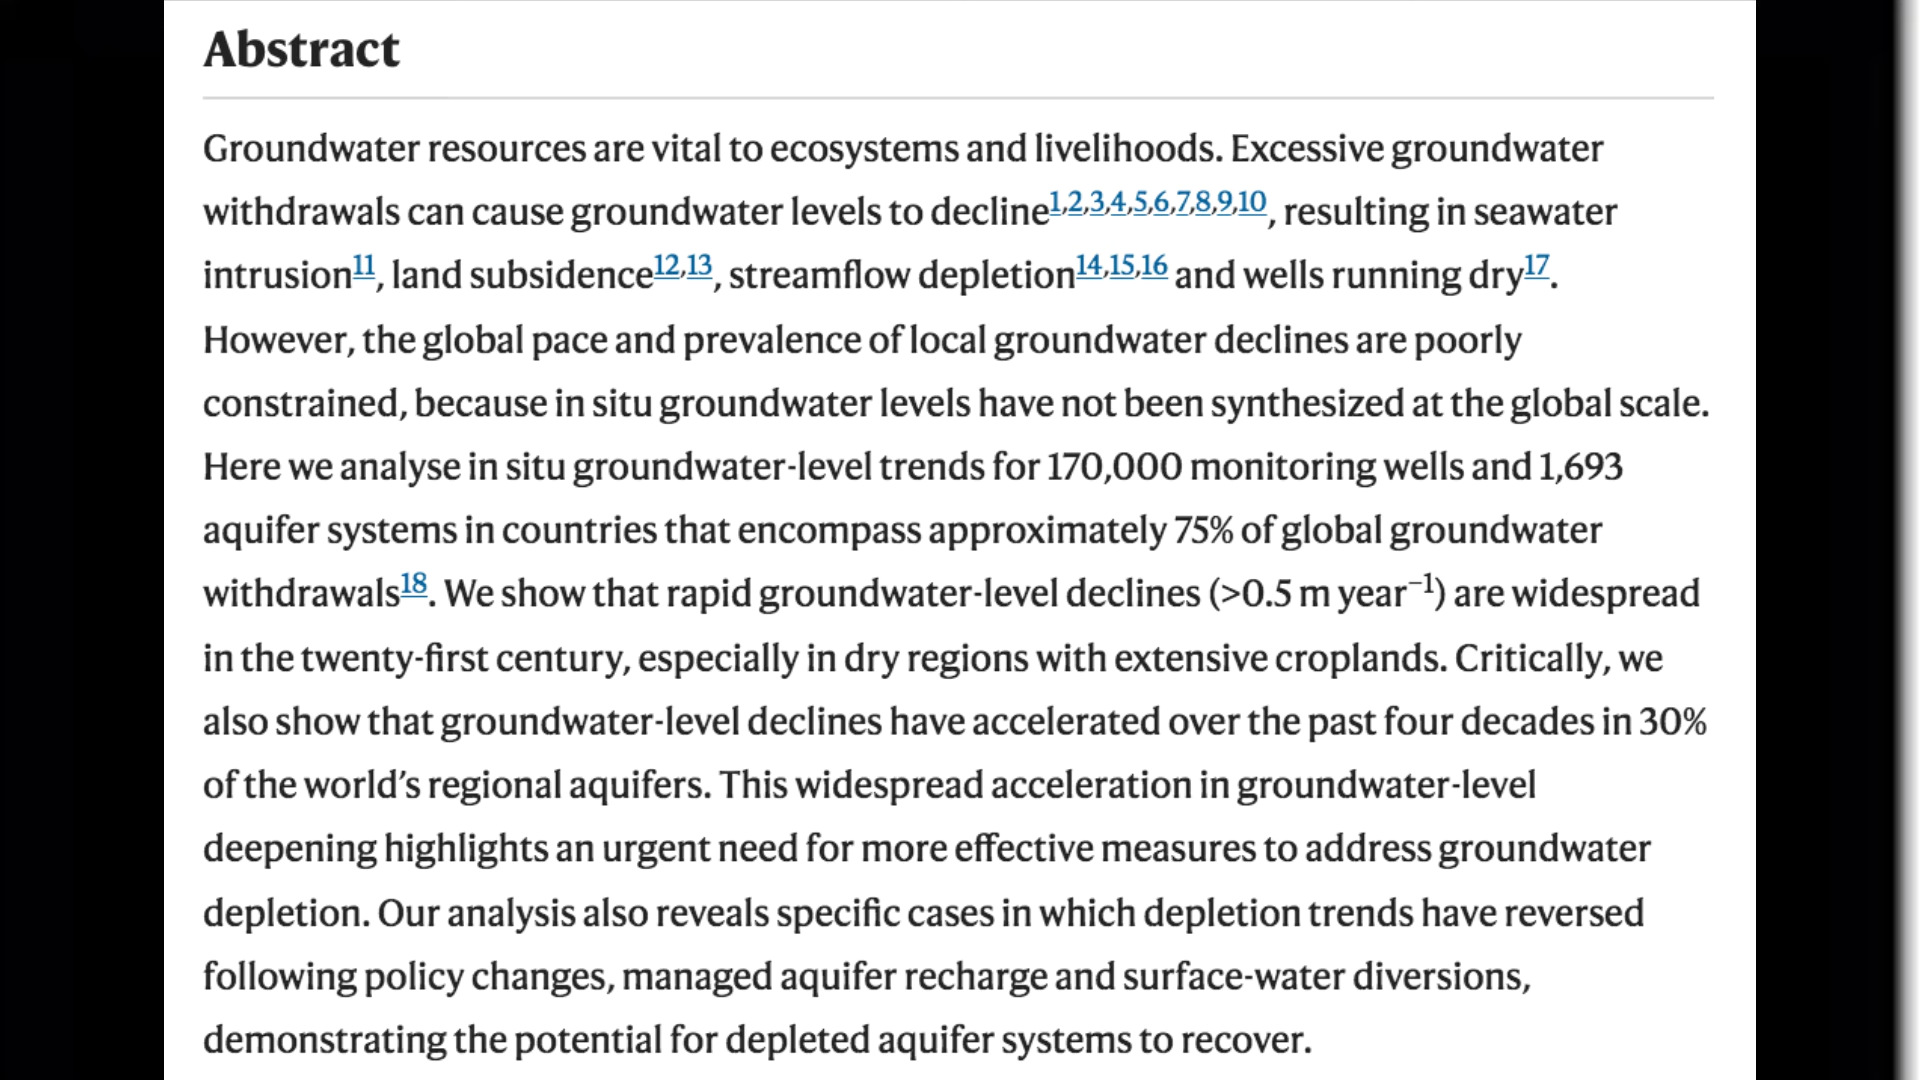 Abstract
Groundwater resources are vital to ecosystems and livelihoods. Excessive groundwater
withdrawals can cause groundwater levels to decline1,2,3,4,5,6,7,8,9,10, resulting in seawater
intrusion11, land subsidence12,13, streamflow depletion14,15,16 and wells running dry17.
However, the global pace and prevalence of local groundwater declines are poorly
constrained, because in situ groundwater levels have not been synthesized at the global scale.
Here we analyse in situ groundwater-level trends for 170,000 monitoring wells and 1,693
aquifer systems in countries that encompass approximately 75% of global groundwater
withdrawals18. We show that rapid groundwater-level declines (>0.5 m year−1) are widespread
in the twenty-first century, especially in dry regions with extensive croplands. Critically, we
also show that groundwater-level declines have accelerated over the past four decades in 30%
of the world’s regional aquifers. This widespread acceleration in groundwater-level
deepening highlights an urgent need for more effective measures to address groundwater
depletion. Our analysis also reveals specific cases in which depletion trends have reversed
following policy changes, managed aquifer recharge and surface-water diversions,
demonstrating the potential for depleted aquifer systems to recover.